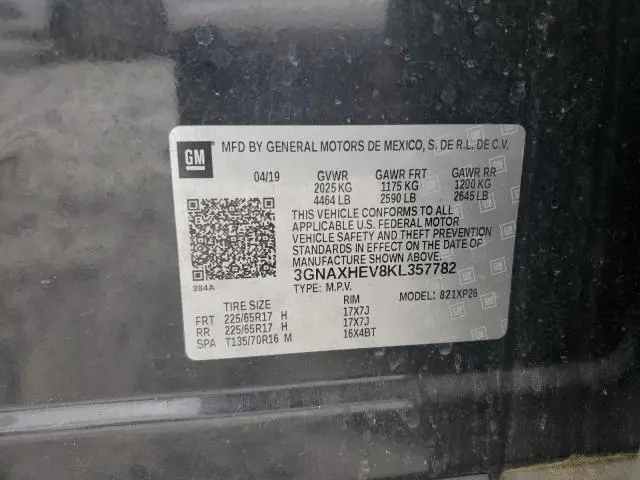 GM MFD BY GENERAL MOTORS DE MEXICO, S. DE R.L. DE C.V.
04/19 GVWR GAWR FRT GAWR RR
2025 KG 1175 KG 1200 KG
4464 LB 2590 LB 2645 LB
THIS VEHICLE CONFORMS TO ALL
APPLICABLE U.S. FEDERAL MOTOR
VEHICLE SAFETY AND THEFT PREVENTION
STANDARDS IN EFFECT ON THE DATE OF
MANUFACTURE SHOWN ABOVE.
384A 3GNAXHEV8KL357782
TYPE: M.P.V. MODEL: 821XP26
TIRE SIZE RIM
FRT 225/65R17 H 17X7J
RR 225/65R17 H 17X7J
SPA T135/70R16 M 16X4BT